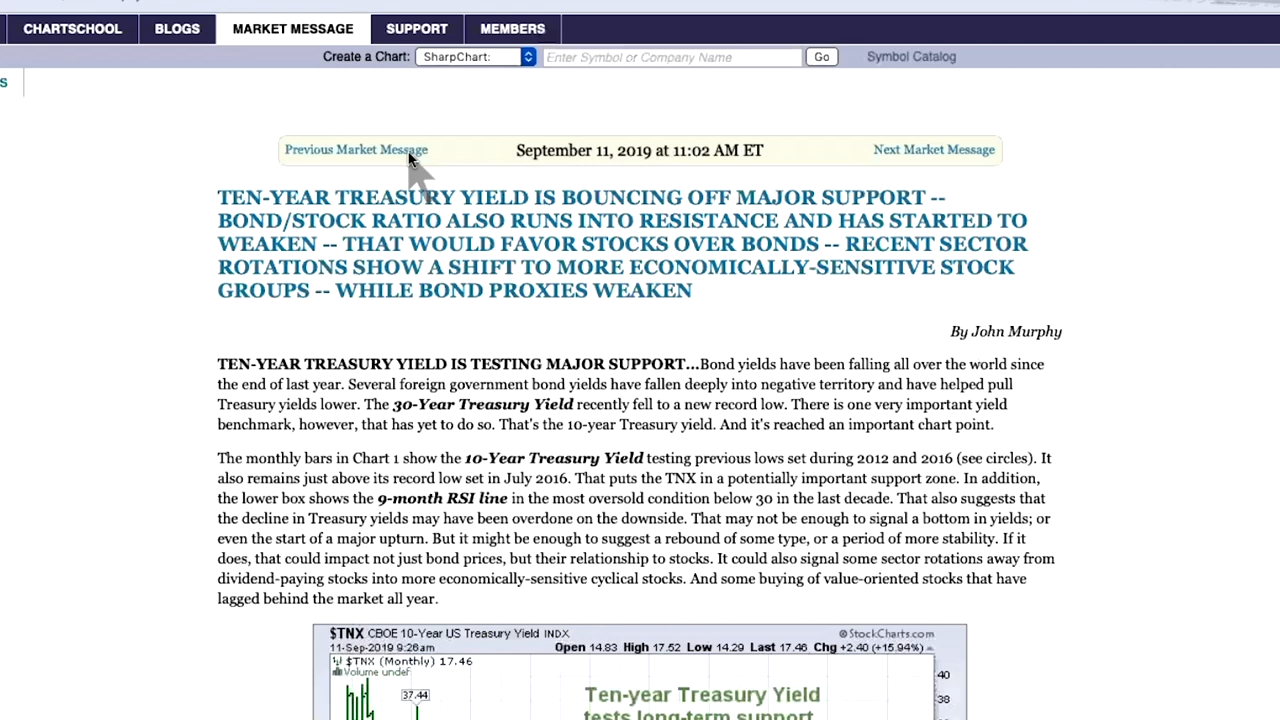 CHARTSCHOOL BLOGS MARKET MESSAGE SUPPORT MEMBERS
Create a Chart: SharpChart: Enter Symbol or Company Name Go Symbol Catalog
S
Previous Market Message September 11, 2019 at 11:02 AM ET Next Market Message
TEN-YEAR TREASURY YIELD IS BOUNCING OFF MAJOR SUPPORT --
BOND/STOCK RATIO ALSO RUNS INTO RESISTANCE AND HAS STARTED TO
WEAKEN -- THAT WOULD FAVOR STOCKS OVER BONDS -- RECENT SECTOR
ROTATIONS SHOW A SHIFT TO MORE ECONOMICALLY-SENSITIVE STOCK
GROUPS -- WHILE BOND PROXIES WEAKEN
By John Murphy
TEN-YEAR TREASURY YIELD IS TESTING MAJOR SUPPORT...Bond yields have been falling all over the world since
the end of last year. Several foreign government bond yields have fallen deeply into negative territory and have helped pull
Treasury yields lower. The 30-Year Treasury Yield recently fell to a new record low. There is one very important yield
benchmark, however, that has yet to do so. That's the 10-year Treasury yield. And it's reached an important chart point.
The monthly bars in Chart 1 show the 10-Year Treasury Yield testing previous lows set during 2012 and 2016 (see circles). It
also remains just above its record low set in July 2016. That puts the TNX in a potentially important support zone. In addition,
the lower box shows the 9-month RSI line in the most oversold condition below 30 in the last decade. That also suggests that
the decline in Treasury yields may have been overdone on the downside. That may not be enough to signal a bottom in yields; or
even the start of a major upturn. But it might be enough to suggest a rebound of some type, or a period of more stability. If it
does, that could impact not just bond prices, but their relationship to stocks. It could also signal some sector rotations away from
dividend-paying stocks into more economically-sensitive cyclical stocks. And some buying of value-oriented stocks that have
lagged behind the market all year.
$TNX CBOE 10-Year US Treasury Yield INDX @StockCharts.com
11-Sep-2019 9:26am Open 14.83 High 17.52 Low 14.29 Last 17.46 Chg +2.40 (+15.94%)
$TNX (Monthly) 17.46
Volume undef
40
37.44
Ten-year Treasury Yield
38
tests long-term support